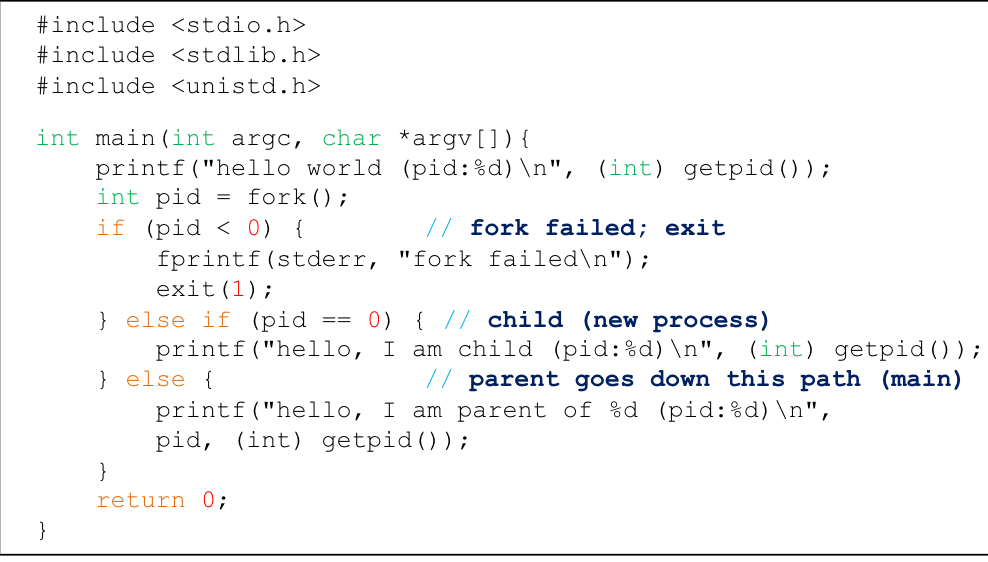 #include <stdio.h>
#include <stdlib.h>
#include <unistd.h>
int main(int argc, char *argv[]){
    printf("hello world (pid:%d)\n", (int) getpid());
    int pid = fork();
    if (pid < 0) {        // fork failed; exit
        fprintf(stderr, "fork failed\n");
        exit(1);
    } else if (pid == 0) { // child (new process)
        printf("hello, I am child (pid:%d)\n", (int) getpid());
    } else {              // parent goes down this path (main)
        printf("hello, I am parent of %d (pid:%d)\n",
        pid, (int) getpid());
    }
    return 0;
}